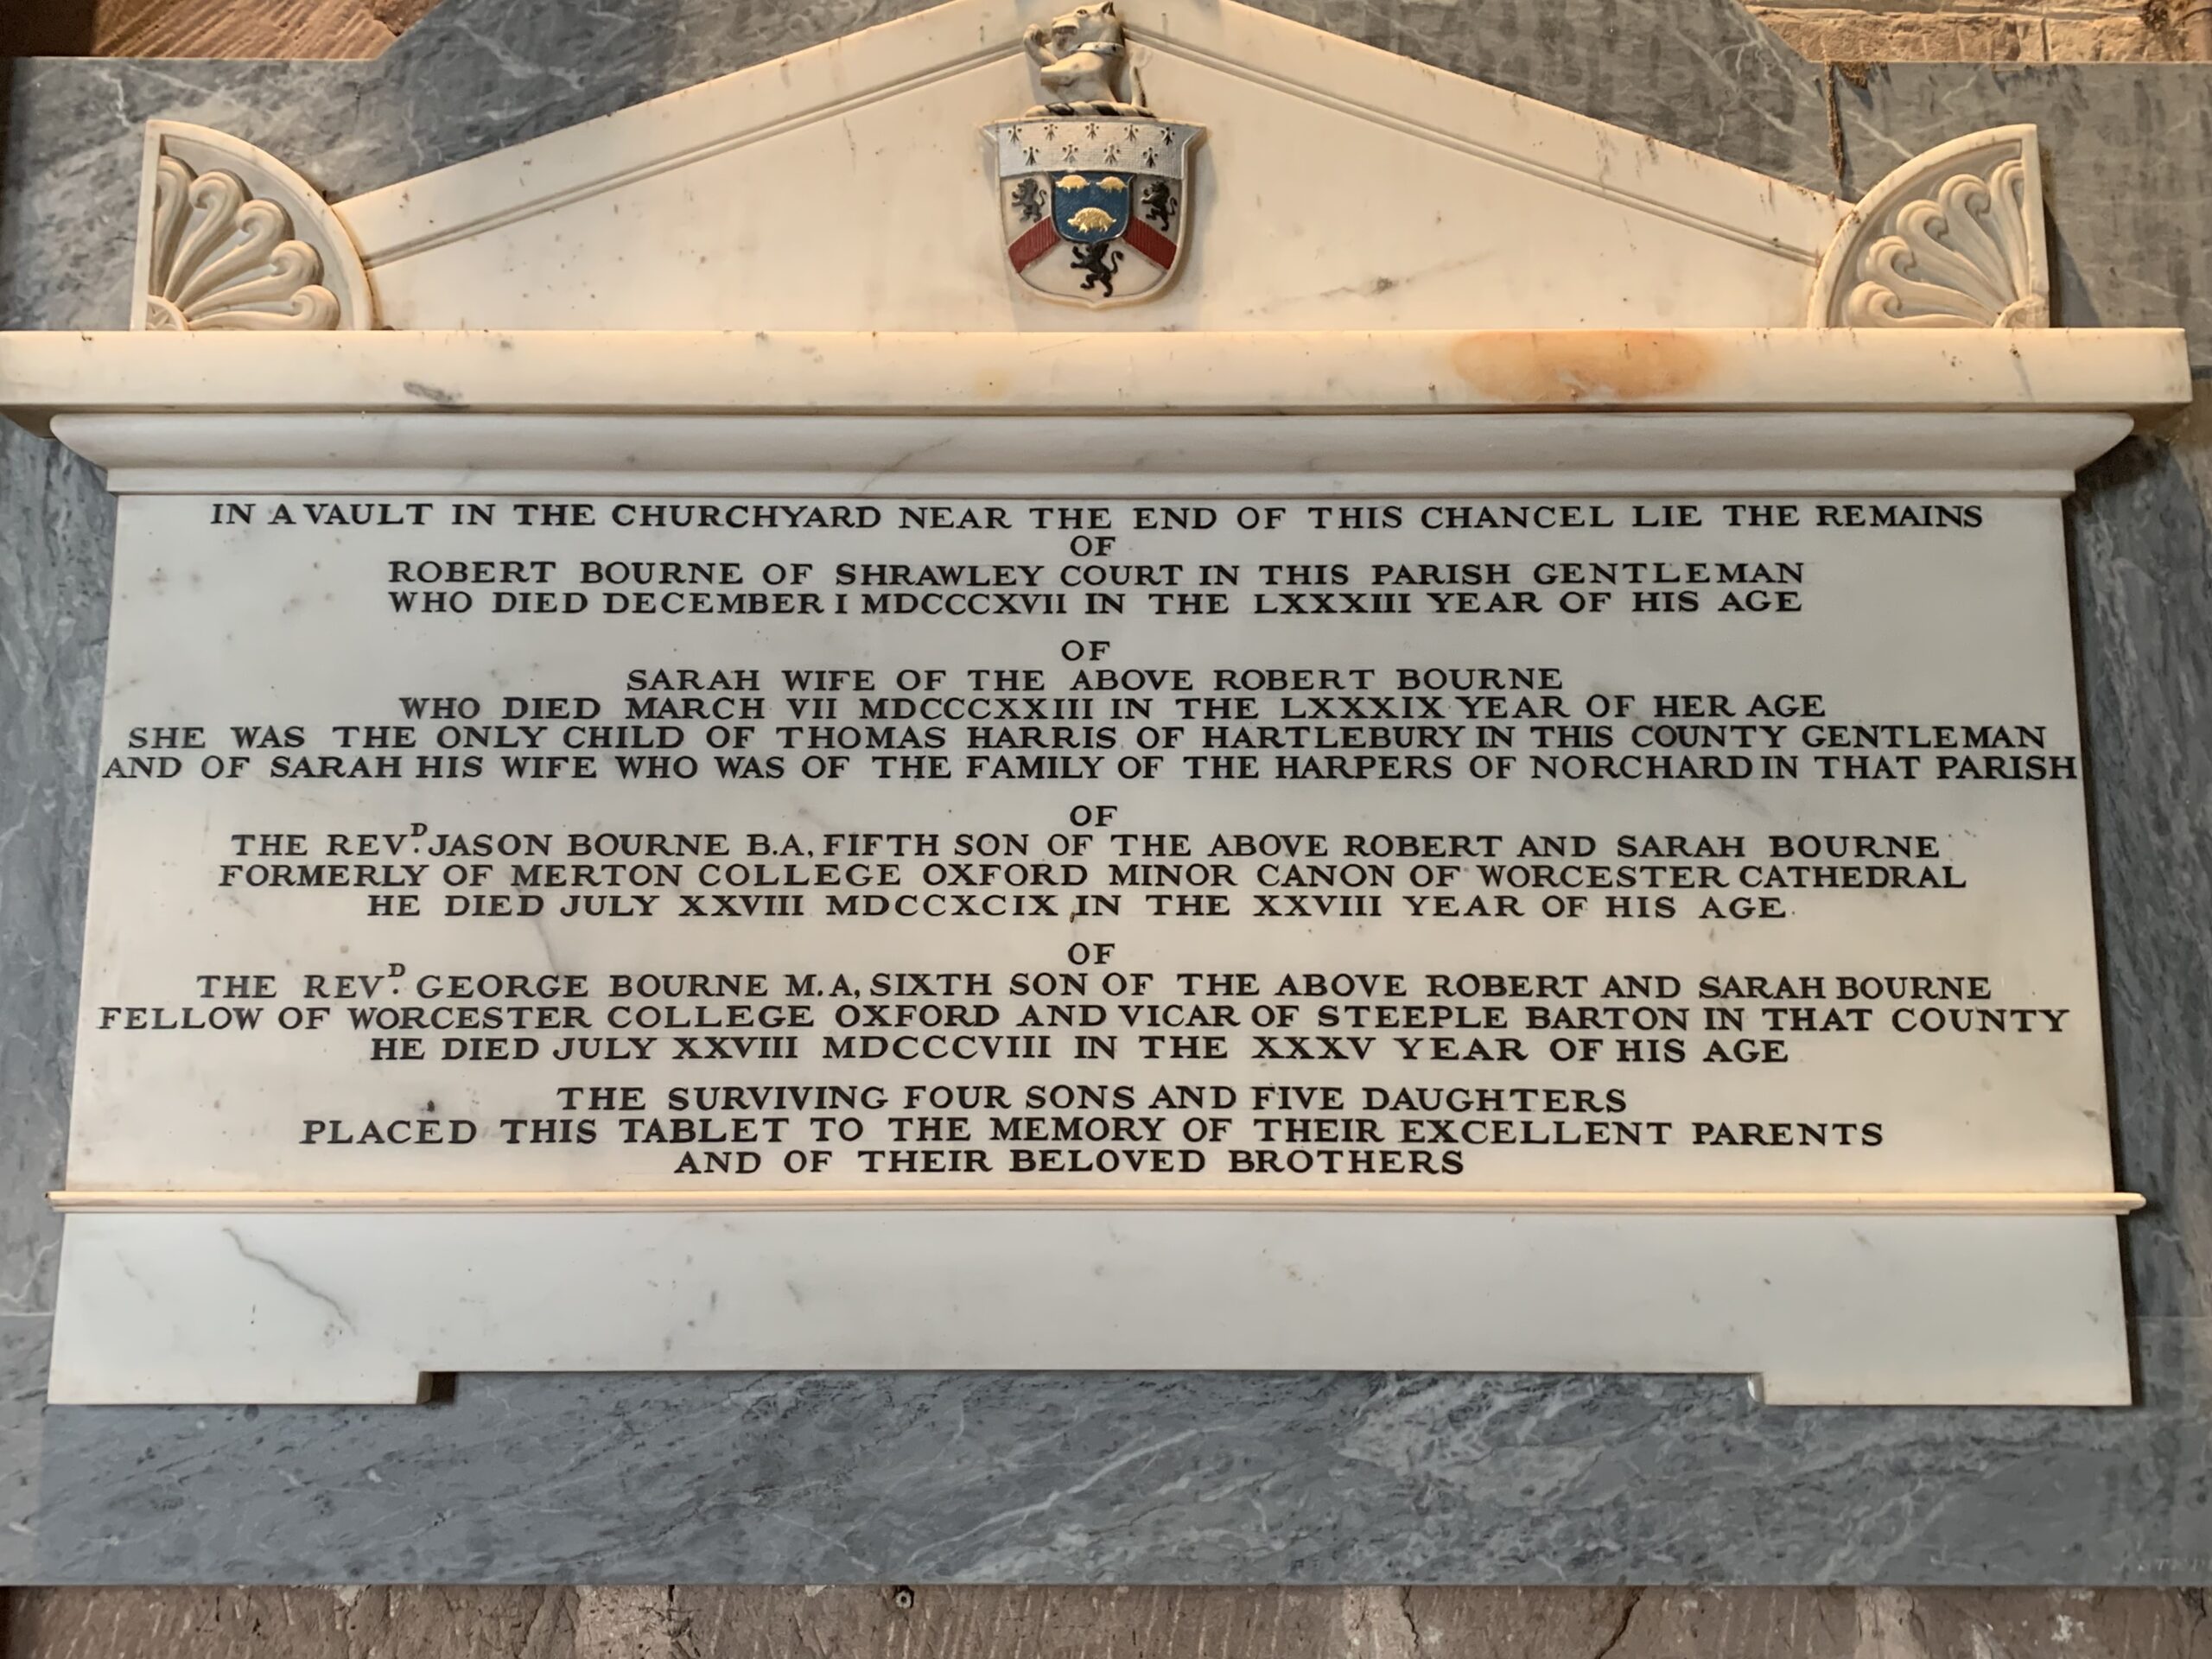 IN A VAULT IN THE CHURCHYARD NEAR THE END OF THIS CHANCEL LIE THE REMAINS
OF
ROBERT BOURNE OF SHRAWLEY COURT IN THIS PARISH GENTLEMAN
WHO DIED DECEMBER I MDCCCXVII IN THE LXXXIII YEAR OF HIS AGE
OF
SARAH WIFE OF THE ABOVE ROBERT BOURNE
WHO DIED MARCH VII MDCCCXXIII IN THE LXXXIX YEAR OF HER AGE
SHE WAS THE ONLY CHILD OF THOMAS HARRIS OF HARTLEBURY IN THIS COUNTY GENTLEMAN
AND OF SARAH HIS WIFE WHO WAS OF THE FAMILY OF THE HARPERS OF NORCHARD IN THAT PARISH
OF
THE REVD. JASON BOURNE B.A, FIFTH SON OF THE ABOVE ROBERT AND SARAH BOURNE
FORMERLY OF MERTON COLLEGE OXFORD MINOR CANON OF WORCESTER CATHEDRAL
HE DIED JULY XXVIII MDCCXCIX IN THE XXVIII YEAR OF HIS AGE
OF
THE REVD. GEORGE BOURNE M.A, SIXTH SON OF THE ABOVE ROBERT AND SARAH BOURNE
FELLOW OF WORCESTER COLLEGE OXFORD AND VICAR OF STEEPLE BARTON IN THAT COUNTY
HE DIED JULY XXVIII MDCCCVIII IN THE XXXV YEAR OF HIS AGE
THE SURVIVING FOUR SONS AND FIVE DAUGHTERS
PLACED THIS TABLET TO THE MEMORY OF THEIR EXCELLENT PARENTS
AND OF THEIR BELOVED BROTHERS